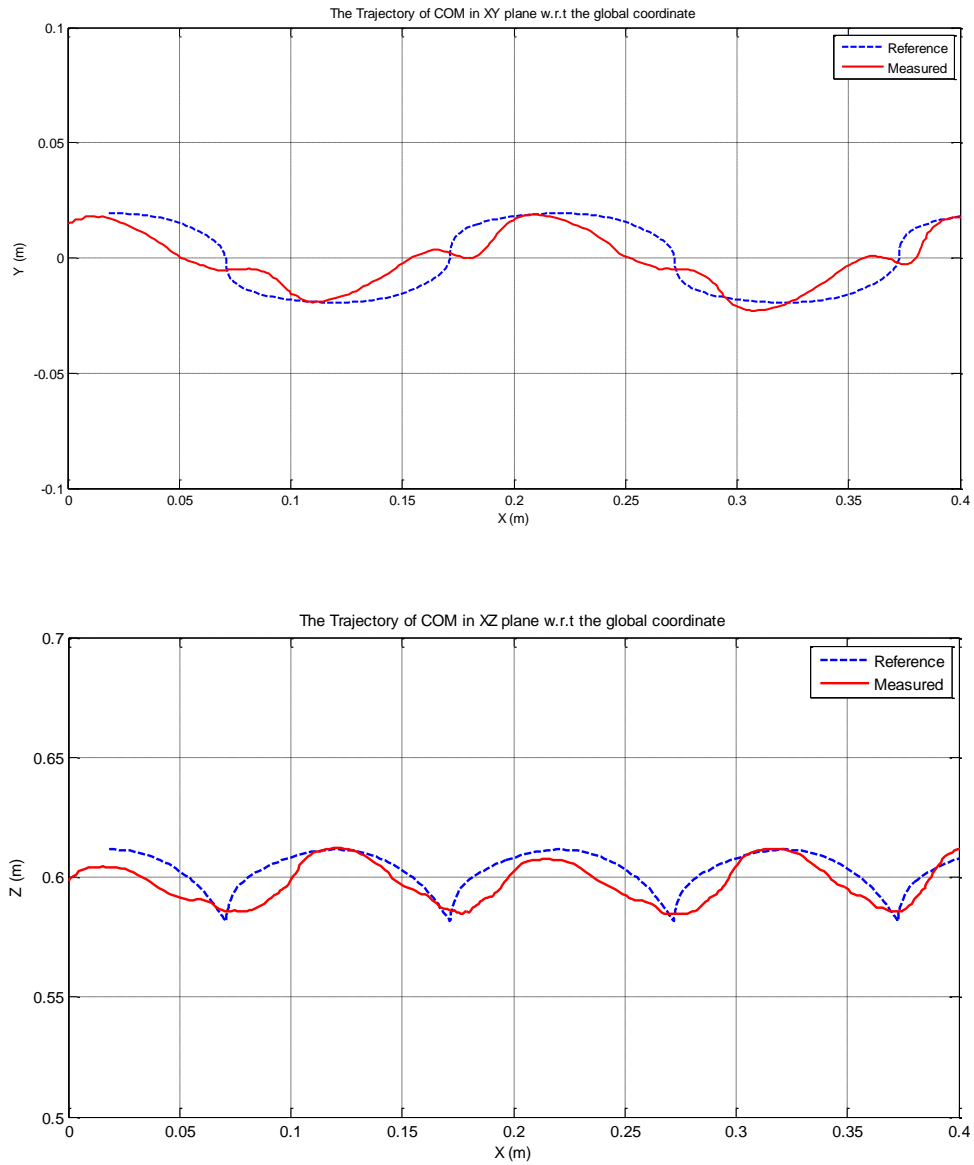 The Trajectory of COM in XY plane w.r.t the global coordinate
0.1
Reference
Measured
0.05
Y (m)
0
-0.05
-0.1
0 0.05 0.1 0.15 0.2 0.25 0.3 0.35 0.4
X (m)
The Trajectory of COM in XZ plane w.r.t the global coordinate
0.7
Reference
Measured
0.65
Z (m)
0.6
0.55
0.5
0 0.05 0.1 0.15 0.2 0.25 0.3 0.35 0.4
X (m)